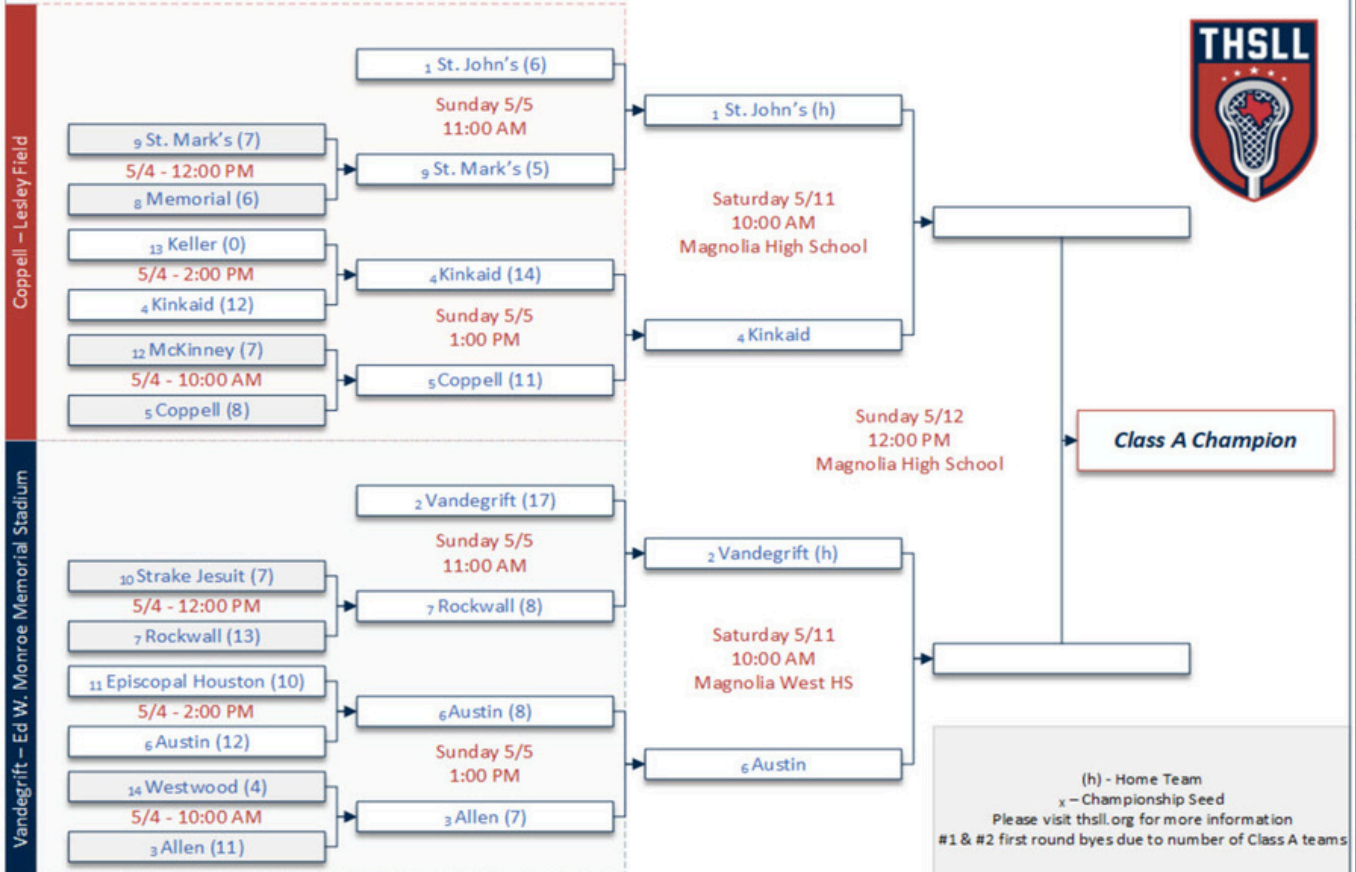 THSLL
Coppell – Lesley Field
1 St. John's (6)
Sunday 5/5
11:00 AM
9 St. Mark's (7)
5/4 - 12:00 PM
8 Memorial (6)
9 St. Mark's (5)
13 Keller (0)
5/4 - 2:00 PM
4 Kinkaid (12)
4 Kinkaid (14)
Sunday 5/5
1:00 PM
12 McKinney (7)
5/4 - 10:00 AM
5 Coppell (8)
5 Coppell (11)
1 St. John's (h)
Saturday 5/11
10:00 AM
Magnolia High School
4 Kinkaid
Sunday 5/12
12:00 PM
Magnolia High School
Class A Champion
Vandegrift – Ed W. Monroe Memorial Stadium
2 Vandegrift (17)
Sunday 5/5
11:00 AM
10 Strake Jesuit (7)
5/4 - 12:00 PM
7 Rockwall (13)
7 Rockwall (8)
11 Episcopal Houston (10)
5/4 - 2:00 PM
6 Austin (12)
6 Austin (8)
Sunday 5/5
1:00 PM
14 Westwood (4)
5/4 - 10:00 AM
3 Allen (11)
3 Allen (7)
2 Vandegrift (h)
Saturday 5/11
10:00 AM
Magnolia West HS
6 Austin
(h) - Home Team
x – Championship Seed
Please visit thsll.org for more information
#1 & #2 first round byes due to number of Class A teams